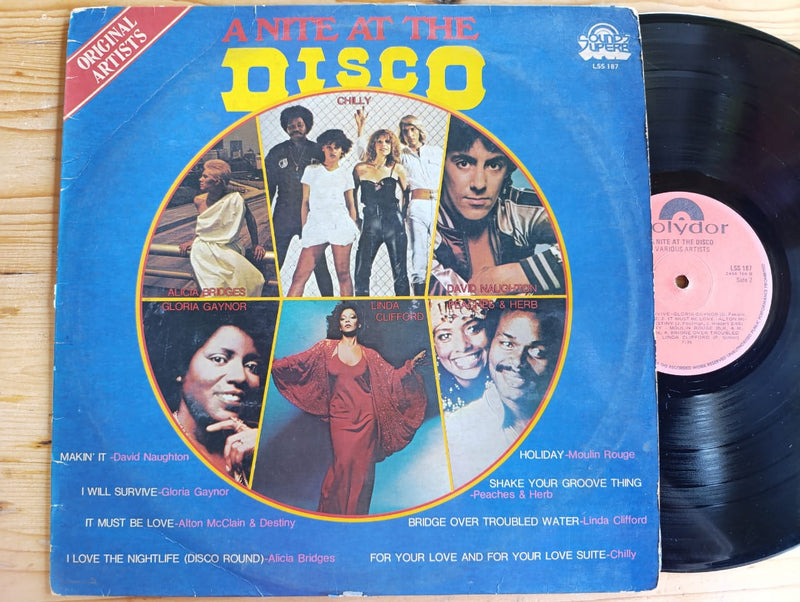 ORIGINAL
ARTISTS
A NITE AT THE
DISCO
SOUNDS
SUPERB
LSS 187
CHILLY
ALICIA BRIDGES
DAVID NAUGHTON
GLORIA GAYNOR
LINDA
CLIFFORD
PEACHES & HERB
MAKIN' IT -David Naughton
I WILL SURVIVE-Gloria Gaynor
IT MUST BE LOVE-Alton McClain & Destiny
I LOVE THE NIGHTLIFE (DISCO ROUND)-Alicia Bridges
HOLIDAY-Moulin Rouge
SHAKE YOUR GROOVE THING
-Peaches & Herb
BRIDGE OVER TROUBLED WATER-Linda Clifford
FOR YOUR LOVE AND FOR YOUR LOVE SUITE-Chilly
olydor
A NITE AT THE DISCO
VARIOUS ARTISTS
LSS 187
Side 2